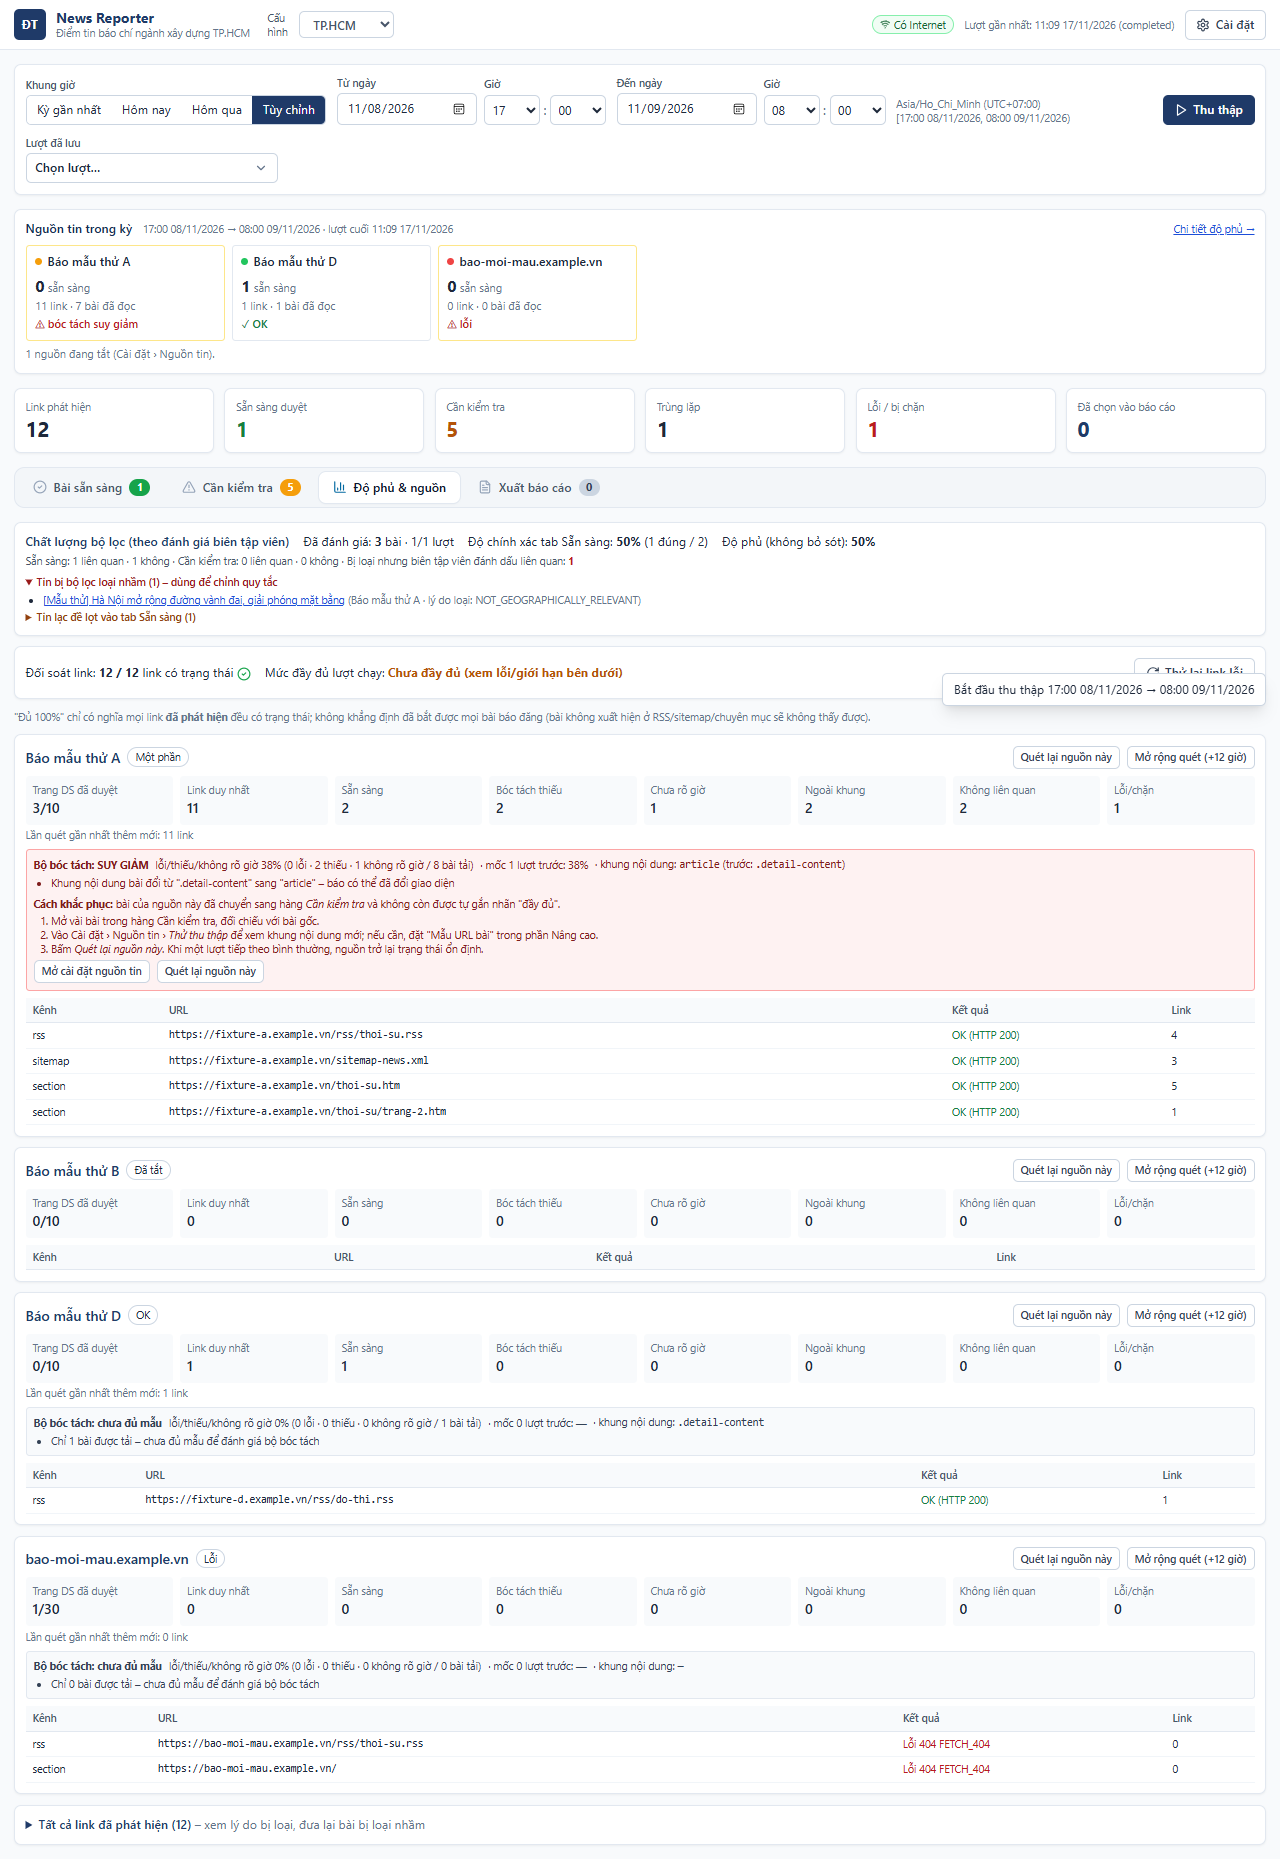 ĐT
News Reporter
Điểm tin báo chí ngành xây dựng TP.HCM
Cấu hình
TP.HCM
Có Internet
Lượt gần nhất: 11:09 17/11/2026 (completed)
Cài đặt
Khung giờ
Kỳ gần nhất Hôm nay Hôm qua Tùy chỉnh
Từ ngày
11/08/2026
Giờ
17 : 00
Đến ngày
11/09/2026
Giờ
08 : 00
Asia/Ho_Chi_Minh (UTC+07:00)
[17:00 08/11/2026, 08:00 09/11/2026)
Thu thập
Lượt đã lưu
Chọn lượt...
Nguồn tin trong kỳ 17:00 08/11/2026 → 08:00 09/11/2026 · lượt cuối 11:09 17/11/2026
Chi tiết độ phủ →
Báo mẫu thử A
0 sẵn sàng
11 link · 7 bài đã đọc
⚠ bóc tách suy giảm
Báo mẫu thử D
1 sẵn sàng
1 link · 1 bài đã đọc
✓ OK
bao-moi-mau.example.vn
0 sẵn sàng
0 link · 0 bài đã đọc
⚠ lỗi
1 nguồn đang tắt (Cài đặt › Nguồn tin).
Link phát hiện
12
Sẵn sàng duyệt
1
Cần kiểm tra
5
Trùng lặp
1
Lỗi / bị chặn
1
Đã chọn vào báo cáo
0
Bài sẵn sàng 1
Cần kiểm tra 5
Độ phủ & nguồn
Xuất báo cáo 0
Chất lượng bộ lọc (theo đánh giá biên tập viên) Đã đánh giá: 3 bài · 1/1 lượt Độ chính xác tab Sẵn sàng: 50% (1 đúng / 2) Độ phủ (không bỏ sót): 50%
Sẵn sàng: 1 liên quan · 1 không · Cần kiểm tra: 0 liên quan · 0 không · Bị loại nhưng biên tập viên đánh dấu liên quan: 1
▼ Tin bị bộ lọc loại nhầm (1) – dùng để chỉnh quy tắc
• [Mẫu thử] Hà Nội mở rộng đường vành đai, giải phóng mặt bằng (Báo mẫu thử A · lý do loại: NOT_GEOGRAPHICALLY_RELEVANT)
▶ Tin lạc đề lọt vào tab Sẵn sàng (1)
Đối soát link: 12 / 12 link có trạng thái Mức đầy đủ lượt chạy: Chưa đầy đủ (xem lỗi/giới hạn bên dưới)
Thử lại link lỗi
Bắt đầu thu thập 17:00 08/11/2026 → 08:00 09/11/2026
"Đủ 100%" chỉ có nghĩa mọi link đã phát hiện đều có trạng thái; không khẳng định đã bắt được mọi bài báo đăng (bài không xuất hiện ở RSS/sitemap/chuyên mục sẽ không thấy được).
Báo mẫu thử A Một phần
Quét lại nguồn này Mở rộng quét (+12 giờ)
Trang DS đã duyệt Link duy nhất Sẵn sàng Bóc tách thiếu Chưa rõ giờ Ngoài khung Không liên quan Lỗi/chặn
3/10 11 2 2 1 2 2 1
Lần quét gần nhất thêm mới: 11 link
Bộ bóc tách: SUY GIẢM lỗi/thiếu/không rõ giờ 38% (0 lỗi · 2 thiếu · 1 không rõ giờ / 8 bài tải) · mốc 1 lượt trước: 38% · khung nội dung: article (trước: .detail-content)
• Khung nội dung bài đổi từ ".detail-content" sang "article" – báo có thể đã đổi giao diện
Cách khắc phục: bài của nguồn này đã chuyển sang hàng Cần kiểm tra và không còn được tự gắn nhãn "đầy đủ".
1. Mở vài bài trong hàng Cần kiểm tra, đối chiếu với bài gốc.
2. Vào Cài đặt › Nguồn tin › Thử thu thập để xem khung nội dung mới; nếu cần, đặt "Mẫu URL bài" trong phần Nâng cao.
3. Bấm Quét lại nguồn này. Khi một lượt tiếp theo bình thường, nguồn trở lại trạng thái ổn định.
Mở cài đặt nguồn tin Quét lại nguồn này
Kênh URL Kết quả Link
rss https://fixture-a.example.vn/rss/thoi-su.rss OK (HTTP 200) 4
sitemap https://fixture-a.example.vn/sitemap-news.xml OK (HTTP 200) 3
section https://fixture-a.example.vn/thoi-su.htm OK (HTTP 200) 5
section https://fixture-a.example.vn/thoi-su/trang-2.htm OK (HTTP 200) 1
Báo mẫu thử B Đã tắt
Quét lại nguồn này Mở rộng quét (+12 giờ)
Trang DS đã duyệt Link duy nhất Sẵn sàng Bóc tách thiếu Chưa rõ giờ Ngoài khung Không liên quan Lỗi/chặn
0/10 0 0 0 0 0 0 0
Kênh URL Kết quả Link
Báo mẫu thử D OK
Quét lại nguồn này Mở rộng quét (+12 giờ)
Trang DS đã duyệt Link duy nhất Sẵn sàng Bóc tách thiếu Chưa rõ giờ Ngoài khung Không liên quan Lỗi/chặn
0/10 1 1 0 0 0 0 0
Lần quét gần nhất thêm mới: 1 link
Bộ bóc tách: chưa đủ mẫu lỗi/thiếu/không rõ giờ 0% (0 lỗi · 0 thiếu · 0 không rõ giờ / 1 bài tải) · mốc 0 lượt trước: — · khung nội dung: .detail-content
• Chỉ 1 bài được tải – chưa đủ mẫu để đánh giá bộ bóc tách
Kênh URL Kết quả Link
rss https://fixture-d.example.vn/rss/do-thi.rss OK (HTTP 200) 1
bao-moi-mau.example.vn Lỗi
Quét lại nguồn này Mở rộng quét (+12 giờ)
Trang DS đã duyệt Link duy nhất Sẵn sàng Bóc tách thiếu Chưa rõ giờ Ngoài khung Không liên quan Lỗi/chặn
1/30 0 0 0 0 0 0 0
Lần quét gần nhất thêm mới: 0 link
Bộ bóc tách: chưa đủ mẫu lỗi/thiếu/không rõ giờ 0% (0 lỗi · 0 thiếu · 0 không rõ giờ / 0 bài tải) · mốc 0 lượt trước: — · khung nội dung: –
• Chỉ 0 bài được tải – chưa đủ mẫu để đánh giá bộ bóc tách
Kênh URL Kết quả Link
rss https://bao-moi-mau.example.vn/rss/thoi-su.rss Lỗi 404 FETCH_404 0
section https://bao-moi-mau.example.vn/ Lỗi 404 FETCH_404 0
▶ Tất cả link đã phát hiện (12) – xem lý do bị loại, đưa lại bài bị loại nhầm